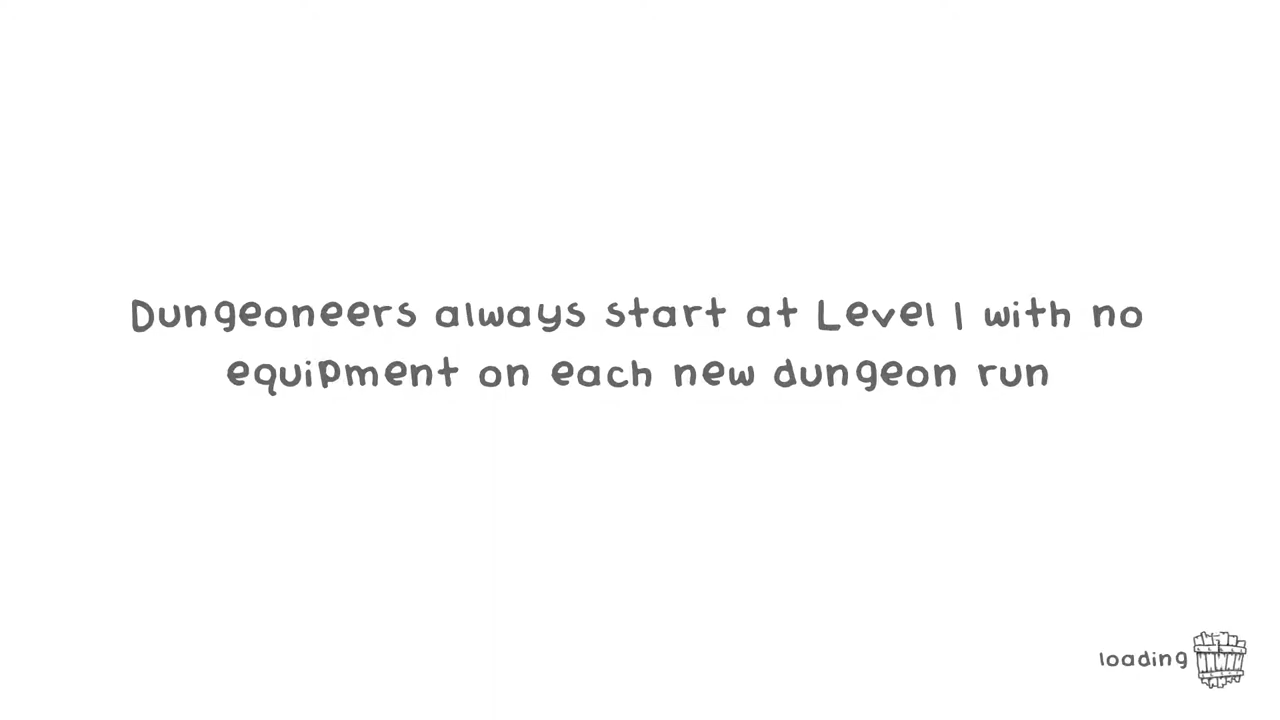 Dungeoneers always start at Level 1 with no
equipment on each new dungeon run
loading